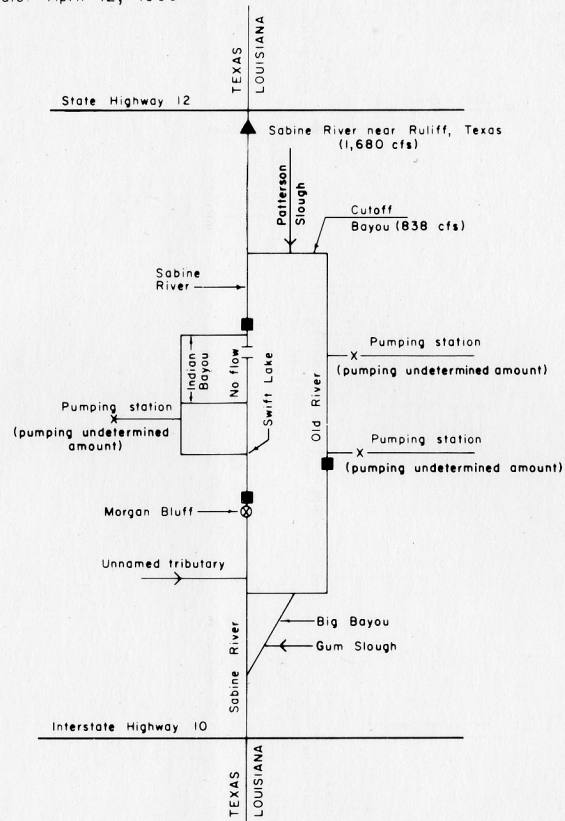 TEXAS
LOUISIANA
State Highway 12
Sabine River near Ruliff, Texas
(1,680 cfs)
Patterson
Slough
Cutoff
Bayou (838 cfs)
Sabine
River
Indian
Bayou
No flow
Swift Lake
Old River
Pumping station
(pumping undetermined amount)
Pumping station
(pumping undetermined
amount)
Pumping station
(pumping undetermined amount)
Morgan Bluff
Unnamed tributary
Big Bayou
Gum Slough
Sabine River
Interstate Highway 10
TEXAS
LOUISIANA